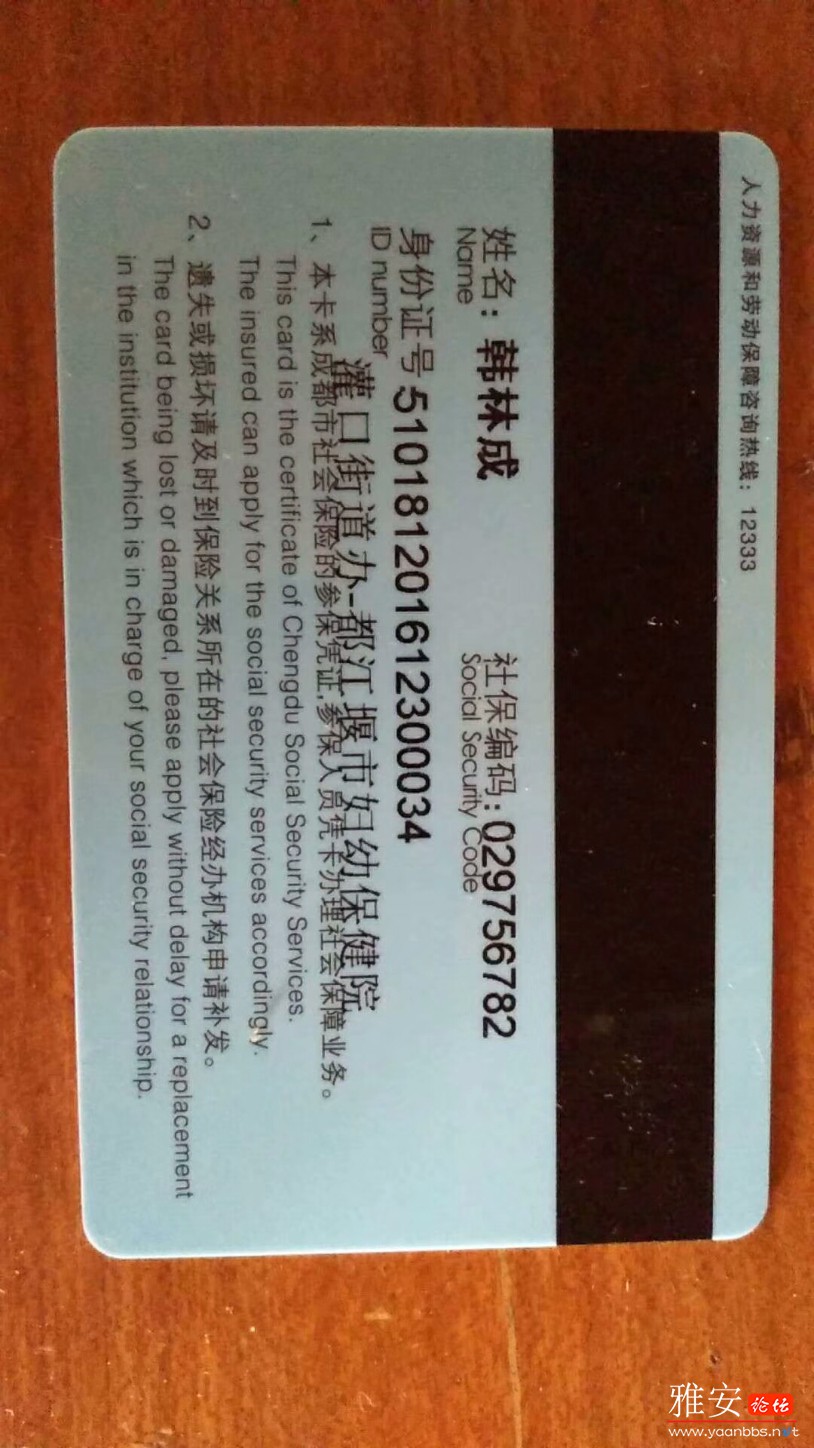 人力资源和劳动保障咨询热线：12333
姓名：韩林成 社保编码：029756782
Name Social Security Code
身份证号 510181201612300034
ID number
灌口街道办-都江堰市妇幼保健院
1、本卡系成都市社会保险的参保凭证,参保人员凭卡办理社会保障业务。
This card is the certificate of Chengdu Social Security Services.
The insured can apply for the social security services accordingly.
2、遗失或损坏请及时到保险关系所在的社会保险经办机构申请补发。
The card being lost or damaged, please apply without delay for a replacement
in the institution which is in charge of your social security relationship.
雅安论坛
www.yaanbbs.net